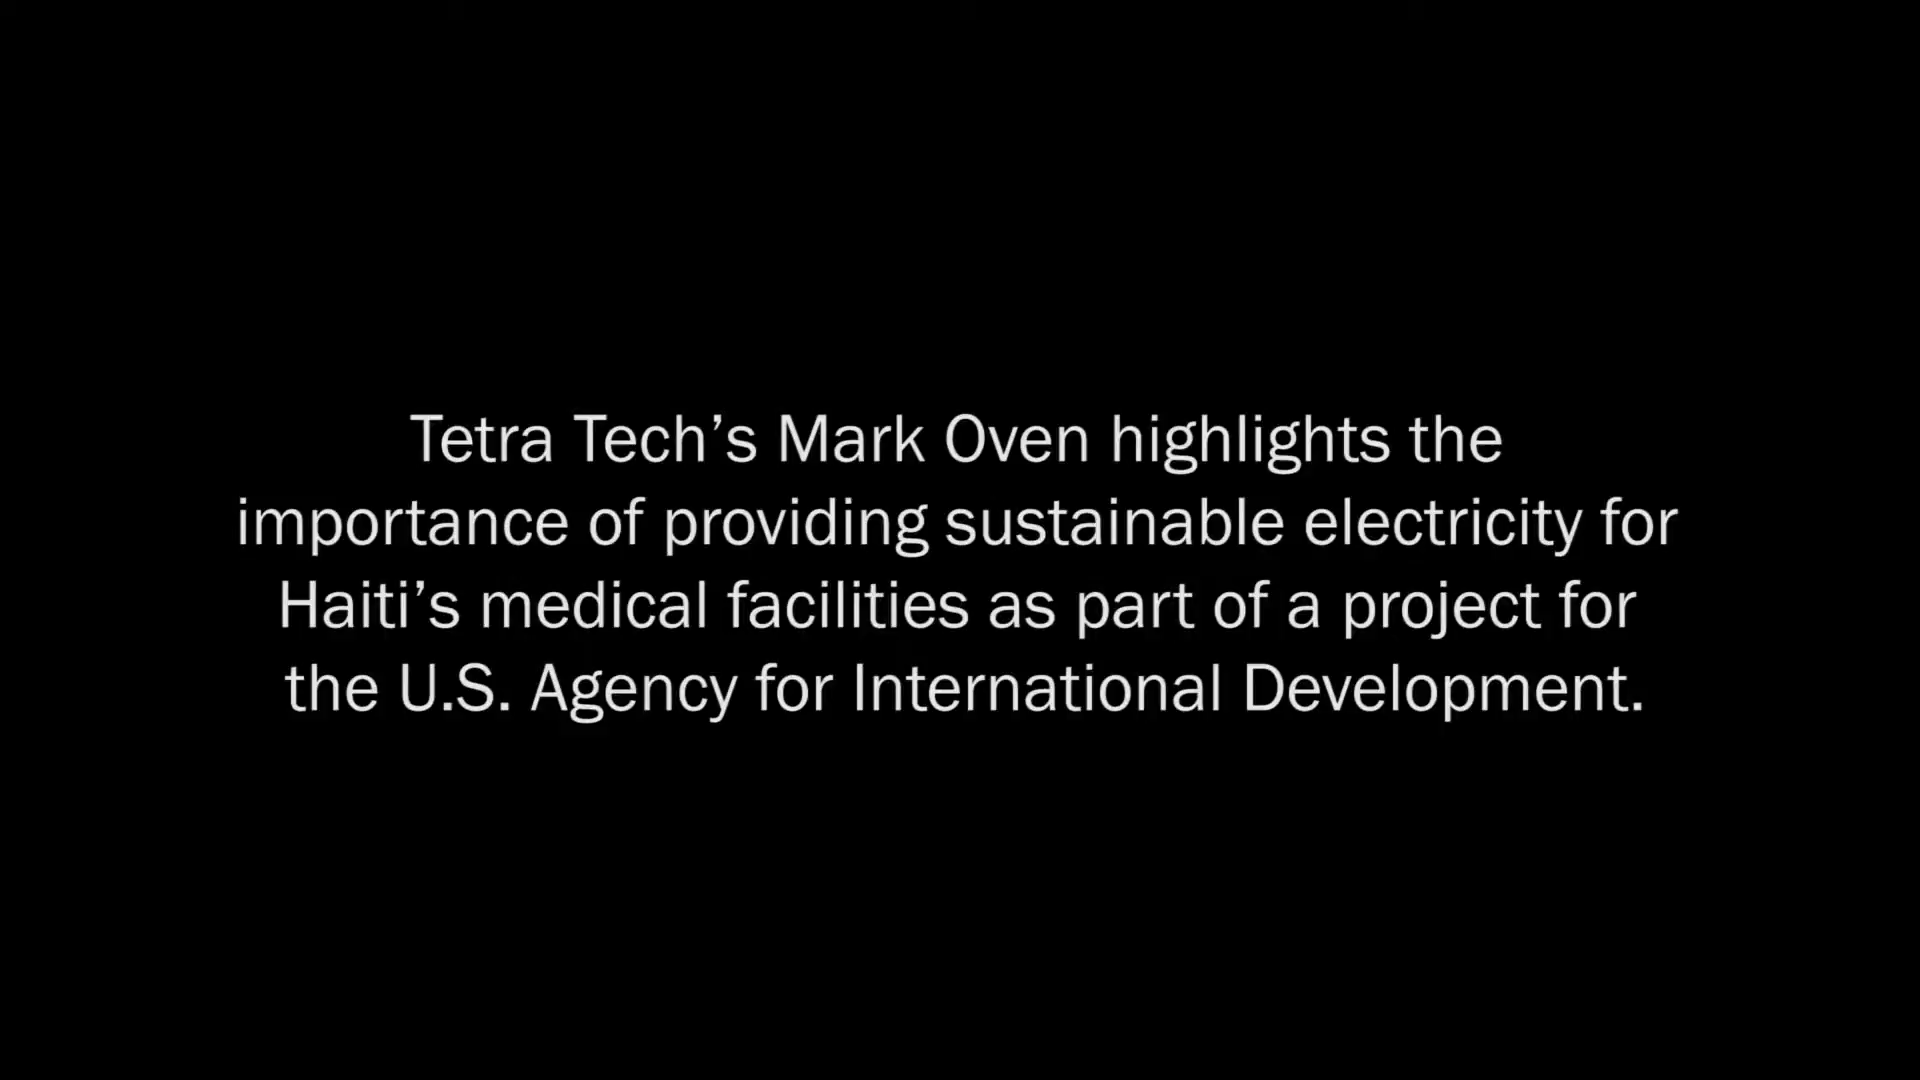 Tetra Tech’s Mark Oven highlights the
importance of providing sustainable electricity for
Haiti’s medical facilities as part of a project for
the U.S. Agency for International Development.